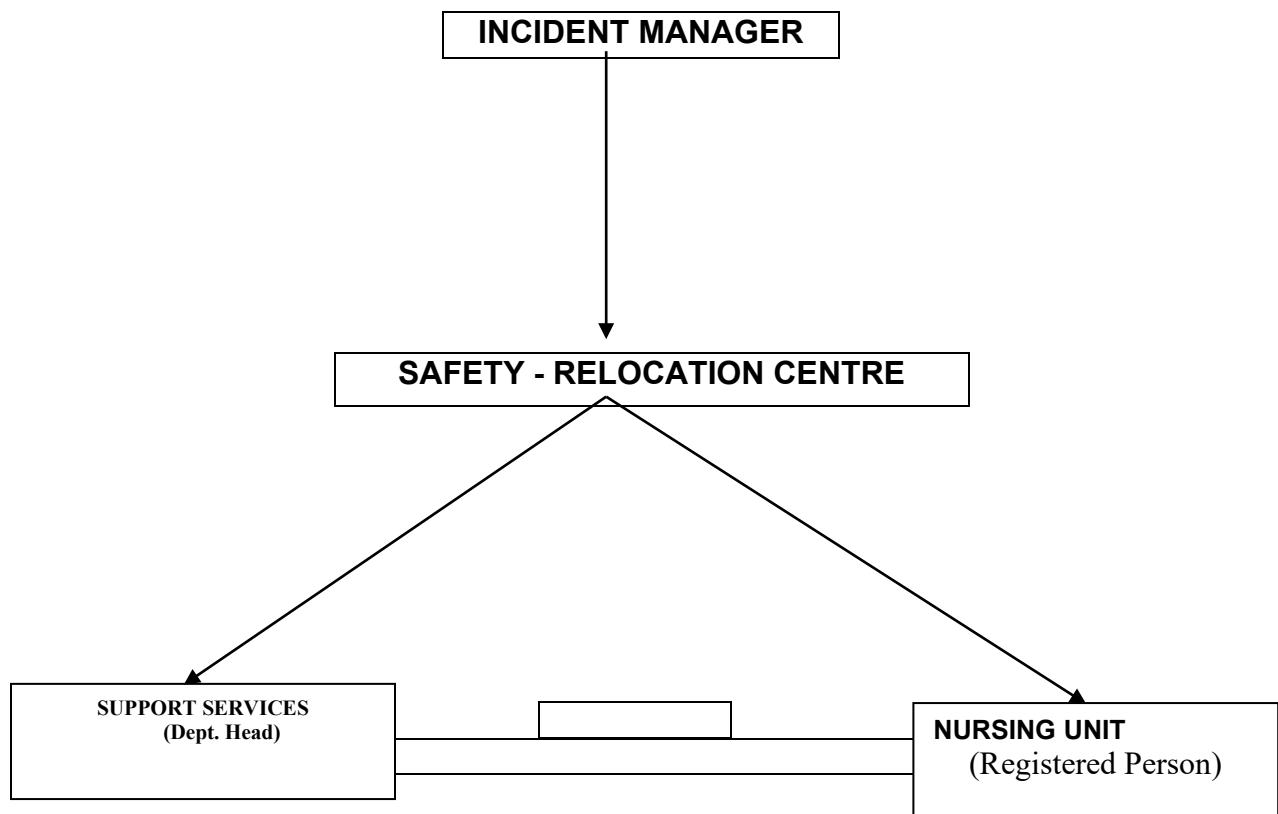 INCIDENT MANAGER
SAFETY - RELOCATION CENTRE
SUPPORT SERVICES
(Dept. Head)
NURSING UNIT
(Registered Person)